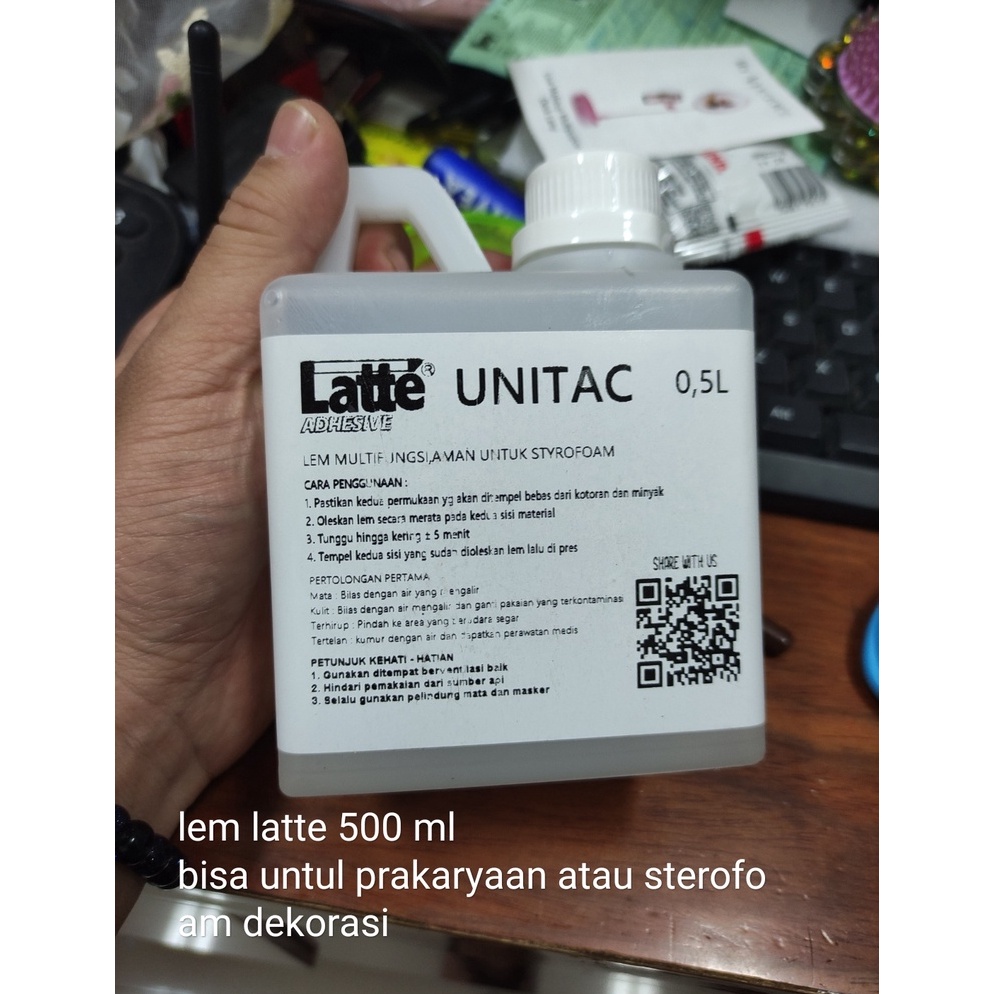 Latté®
ADHESIVE
UNITAC
0,5L
LEM MULTIFUNGSI,AMAN UNTUK STYROFOAM
CARA PENGGUNAAN :
1. Pastikan kedua permukaan yg akan ditempel bebas dari kotoran dan minyak
2. Oleskan lem secara merata pada kedua sisi material
3. Tunggu hingga kering ± 5 menit
4. Tempel kedua sisi yang sudah dioleskan lem lalu di pres
PERTOLONGAN PERTAMA
Mata : Bilas dengan air yang mengalir
Kulit : Bilas dengan air mengalir dan ganti pakaian yang terkontaminasi
Terhirup : Pindah ke area yang berudara segar
Tertelan : kumur dengan air dan dapatkan perawatan medis
PETUNJUK KEHATI - HATIAN
1. Gunakan ditempat berventilasi baik
2. Hindari pemakaian dari sumber api
3. Selalu gunakan pelindung mata dan masker
SHARE WITH US
lem latte 500 ml
bisa untul prakaryaan atau sterofo
am dekorasi